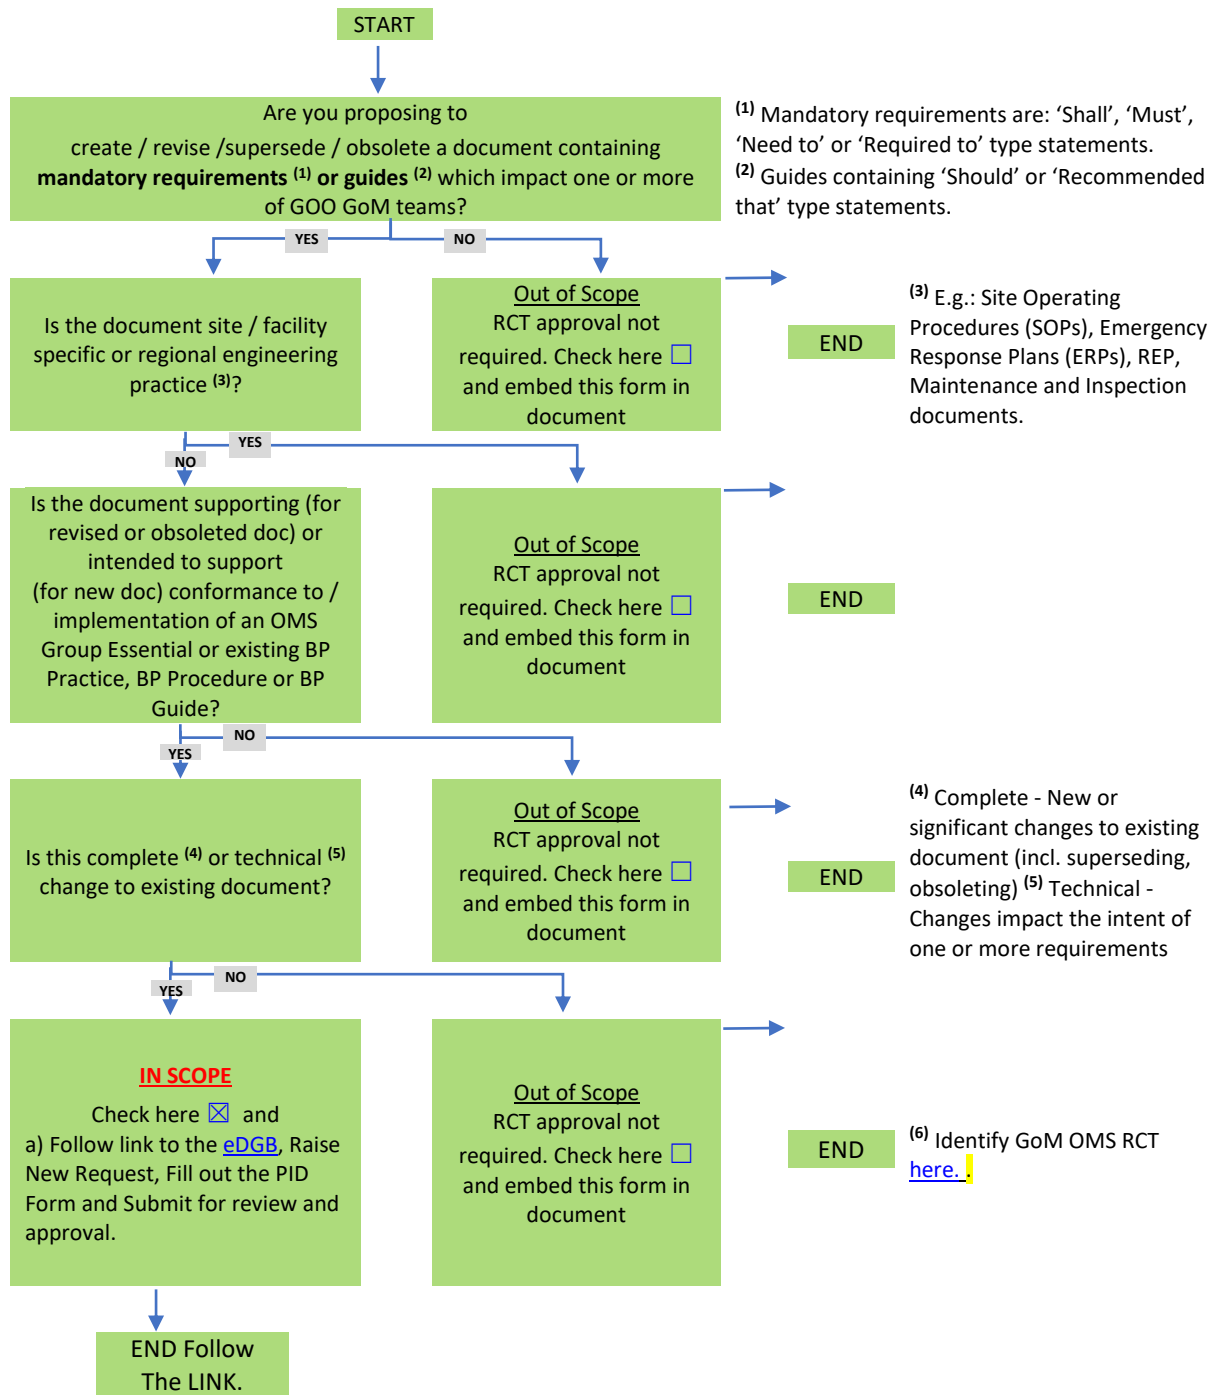 START
Are you proposing to
create / revise /supersede / obsolete a document containing
mandatory requirements (1) or guides (2) which impact one or more
of GOO GoM teams?
(1) Mandatory requirements are: ‘Shall’, ‘Must’,
‘Need to’ or ‘Required to’ type statements.
(2) Guides containing ‘Should’ or ‘Recommended
that’ type statements.
YES
NO
Is the document site / facility
specific or regional engineering
practice (3)?
Out of Scope
RCT approval not
required. Check here ☐
and embed this form in
document
END
(3) E.g.: Site Operating
Procedures (SOPs), Emergency
Response Plans (ERPs), REP,
Maintenance and Inspection
documents.
YES
NO
Is the document supporting (for
revised or obsoleted doc) or
intended to support
(for new doc) conformance to /
implementation of an OMS
Group Essential or existing BP
Practice, BP Procedure or BP
Guide?
Out of Scope
RCT approval not
required. Check here ☐
and embed this form in
document
END
NO
YES
Is this complete (4) or technical (5)
change to existing document?
Out of Scope
RCT approval not
required. Check here ☐
and embed this form in
document
END
(4) Complete - New or
significant changes to existing
document (incl. superseding,
obsoleting) (5) Technical -
Changes impact the intent of
one or more requirements
NO
YES
IN SCOPE
Check here ☒ and
a) Follow link to the eDGB, Raise
New Request, Fill out the PID
Form and Submit for review and
approval.
Out of Scope
RCT approval not
required. Check here ☐
and embed this form in
document
END
(6) Identify GoM OMS RCT
here. .
END Follow
The LINK.